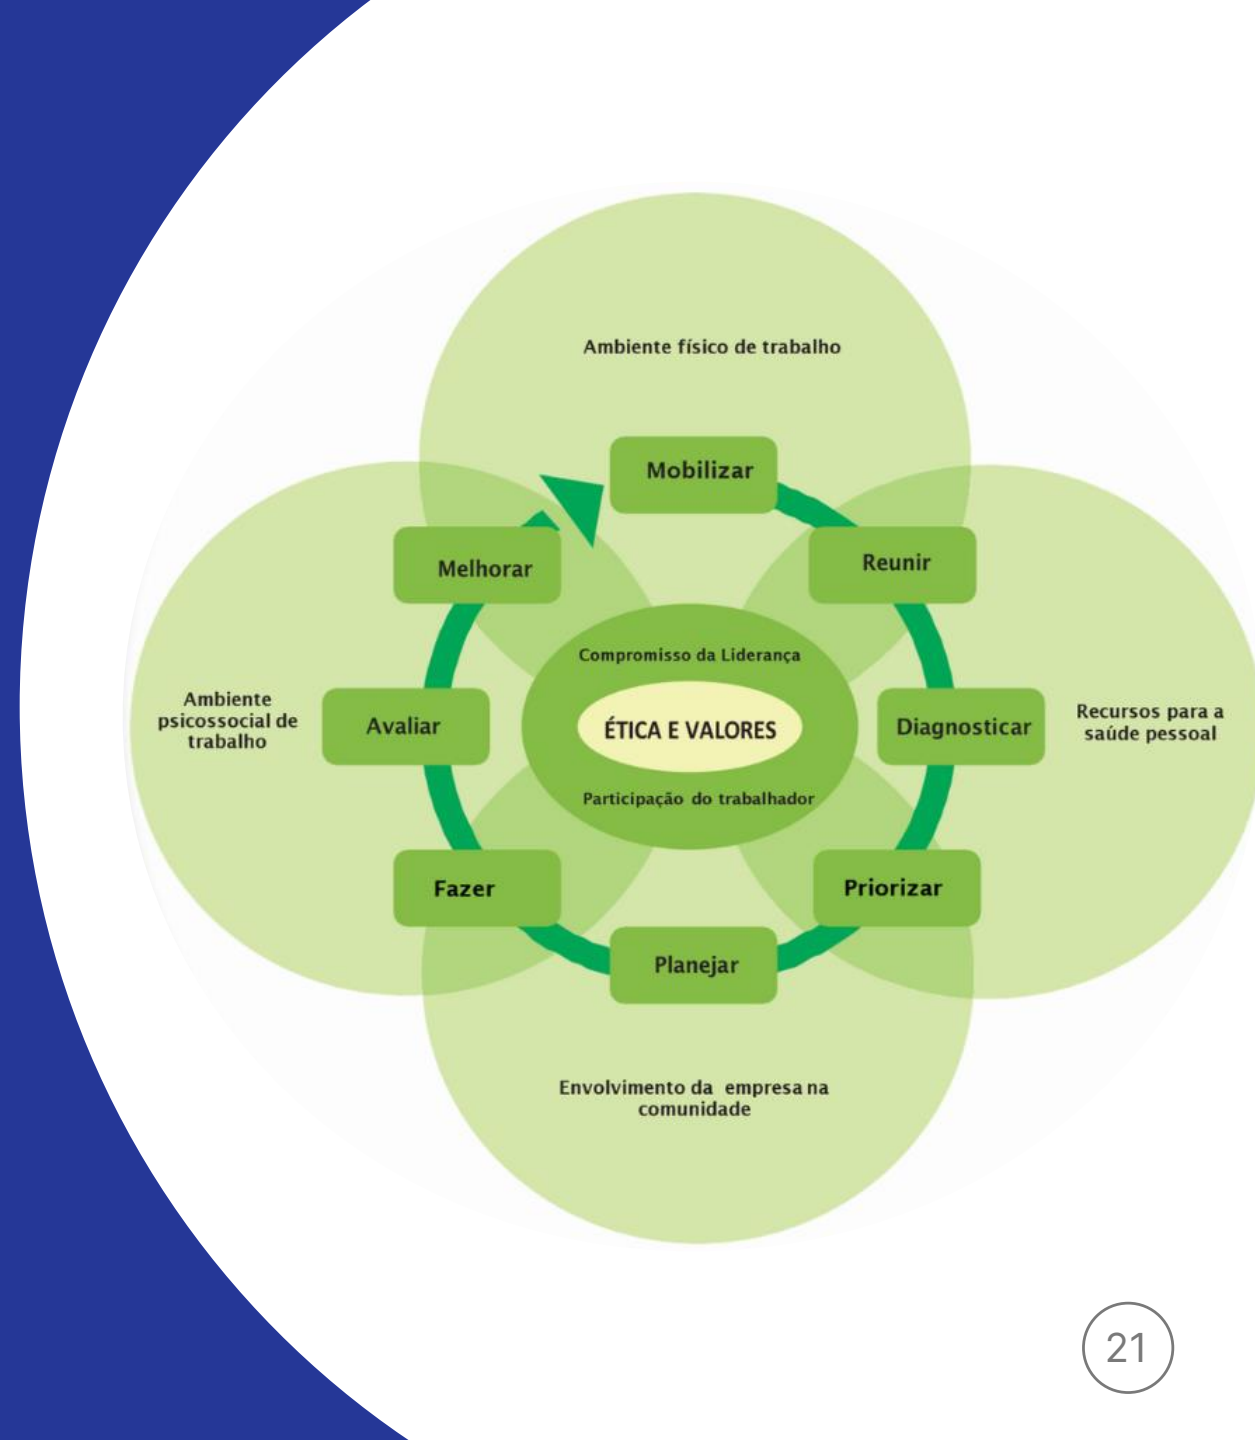 Ambiente físico de trabalho
Mobilizar
Melhorar
Reunir
Compromisso da Liderança
Ambiente
psicossocial de
trabalho
Avaliar
ÉTICA E VALORES
Diagnosticar
Recursos para a
saúde pessoal
Participação do trabalhador
Fazer
Priorizar
Planejar
Envolvimento da empresa na
comunidade
21